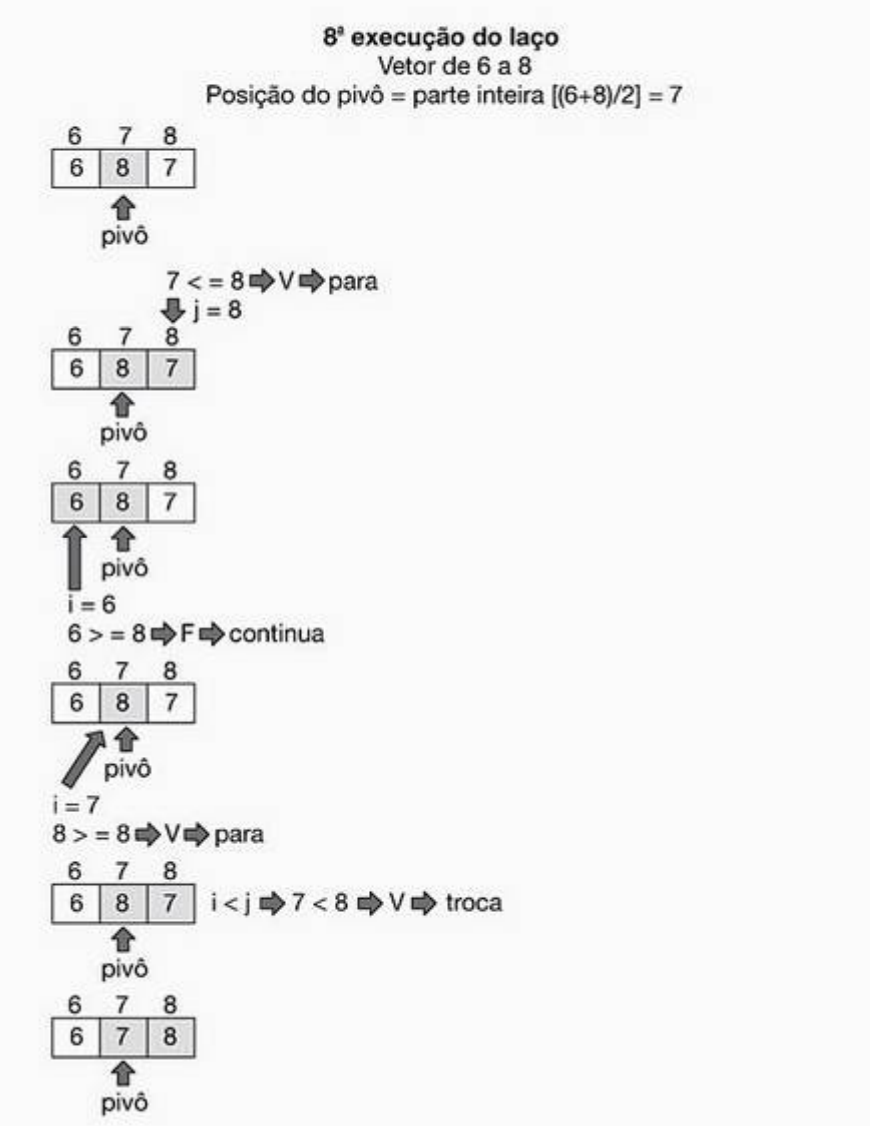 8ª execução do laço
Vetor de 6 a 8
Posição do pivô = parte inteira [(6+8)/2] = 7
6 7 8
6 8 7
pivô
7 < = 8 V para
j = 8
6 7 8
6 8 7
pivô
6 7 8
6 8 7
pivô
i = 6
6 > = 8 F continua
6 7 8
6 8 7
pivô
i = 7
8 > = 8 V para
6 7 8
6 8 7 i < j 7 < 8 V troca
pivô
6 7 8
6 7 8
pivô